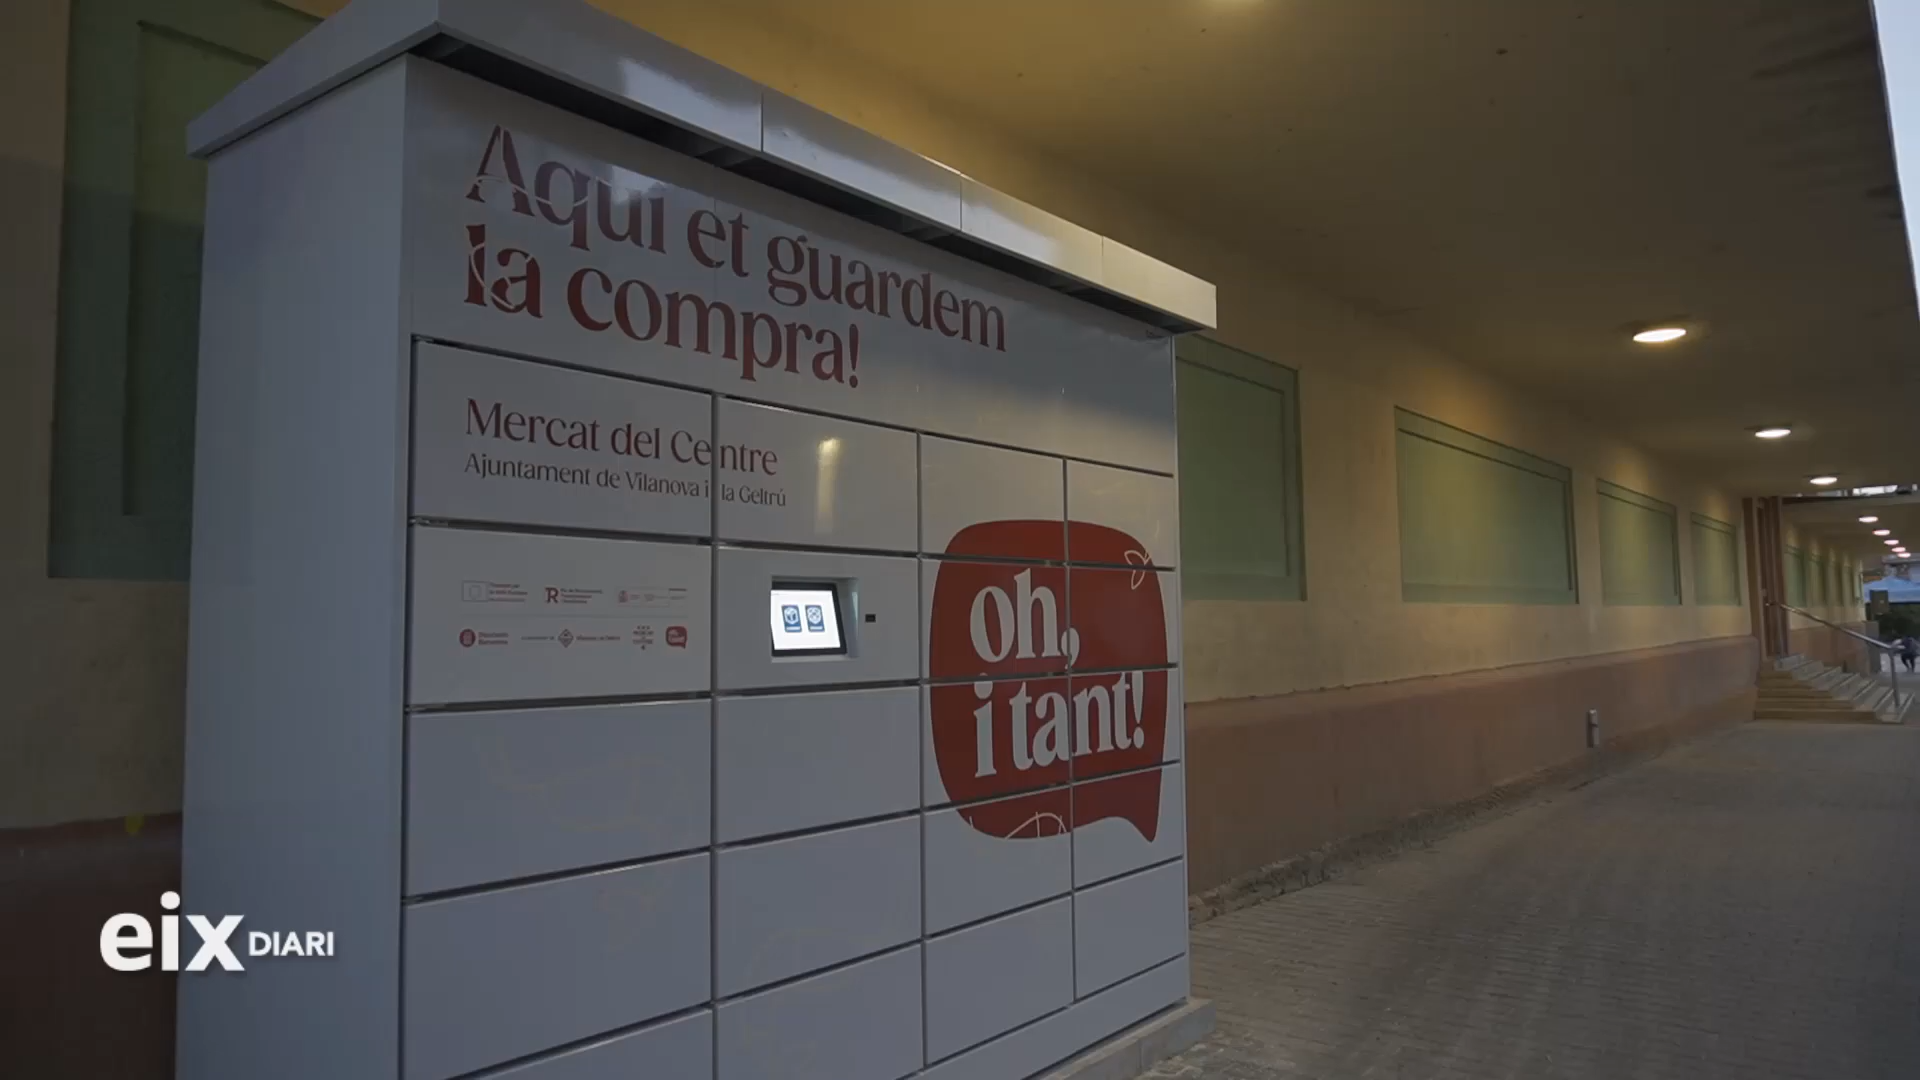 Aquí et guardem
la compra!
Mercat del Centre
Ajuntament de Vilanova i la Geltrú
oh,
i tant!
eix DIARI